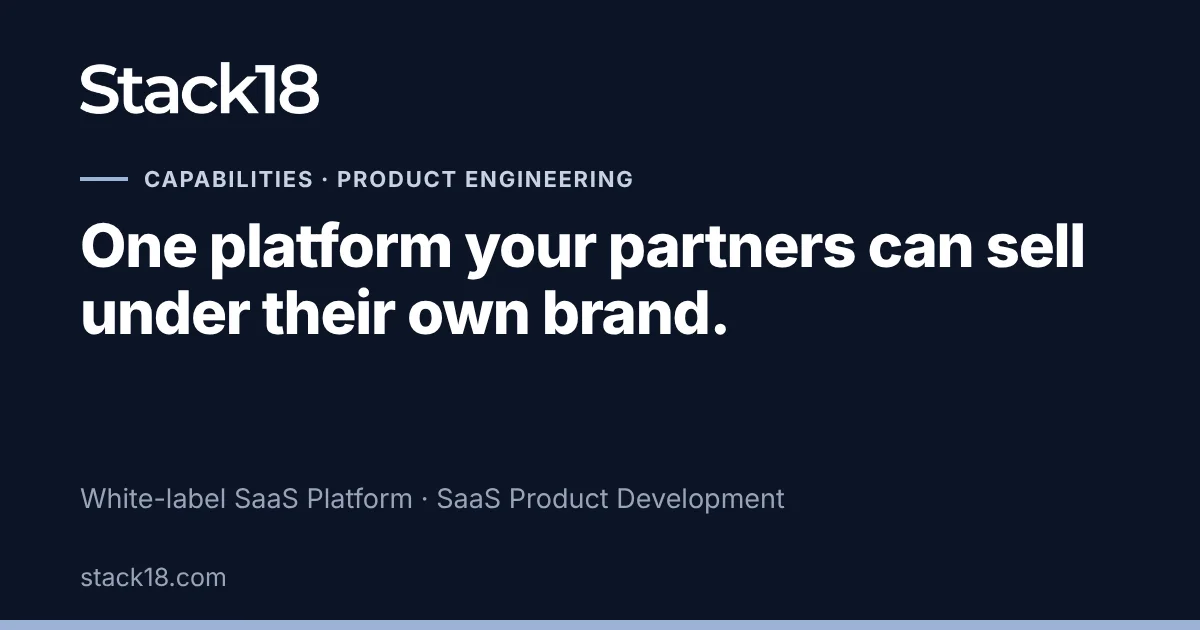 Stack18
CAPABILITIES · PRODUCT ENGINEERING
One platform your partners can sell
under their own brand.
White-label SaaS Platform · SaaS Product Development
stack18.com